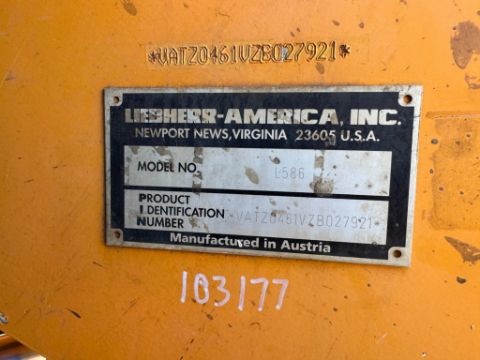 *VATZ0461VZB027921*
LIEBHERR-AMERICA, INC.
NEWPORT NEWS, VIRGINIA 23605 U.S.A.
MODEL NO. L586
PRODUCT
IDENTIFICATION
NUMBER *VATZ0461VZB027921*
Manufactured in Austria
103177